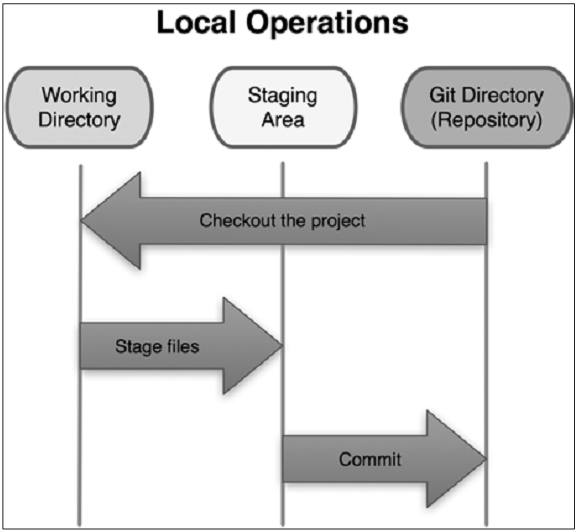 Local Operations
Working
Directory
Staging
Area
Git Directory
(Repository)
Checkout the project
Stage files
Commit